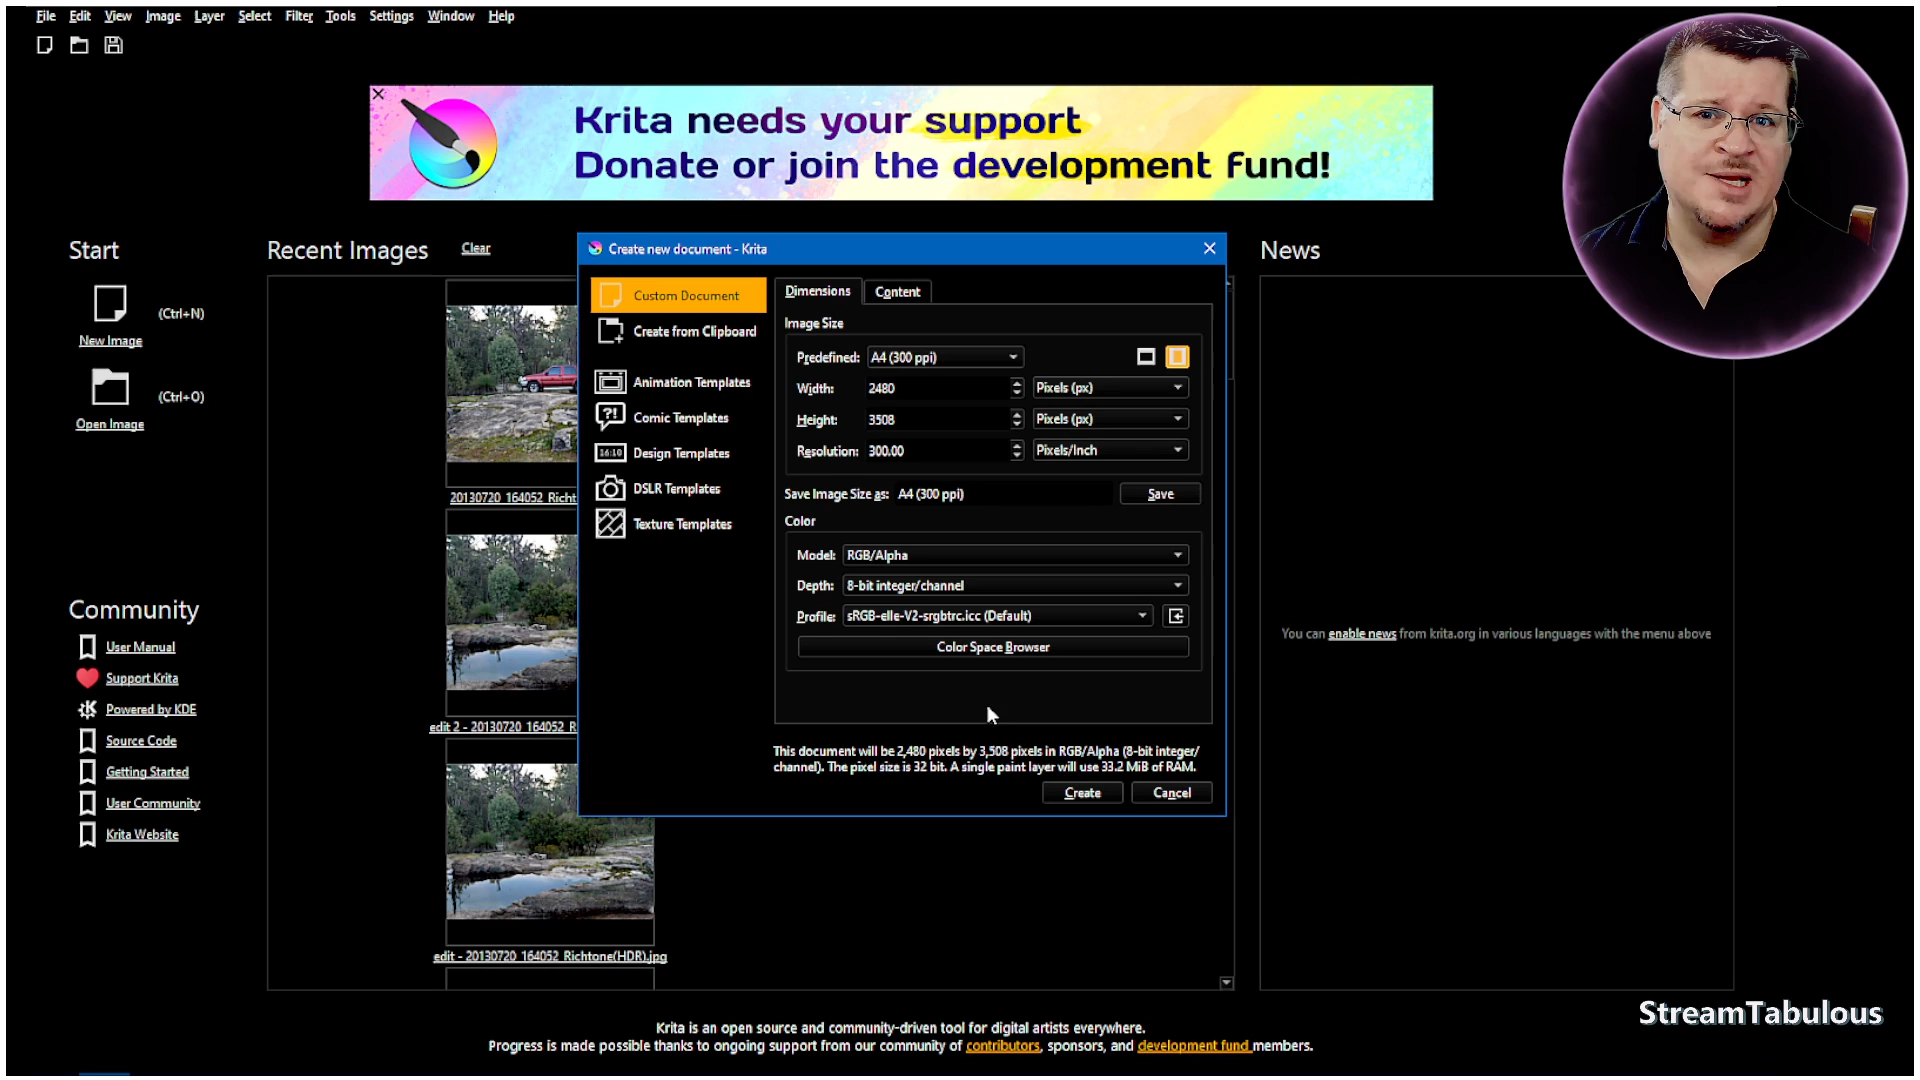 File Edit View Image Layer Select Filter Tools Settings Window Help
Krita needs your support
Donate or join the development fund!
Start
(Ctrl+N)
New Image
(Ctrl+O)
Open Image
Community
User Manual
Support Krita
Powered by KDE
Source Code
Getting Started
User Community
Krita Website
Recent Images Clear
20130720_164052_Richt
edit 2 - 20130720_164052_R
edit - 20130720_164052_Richtone(HDR).jpg
Create new document - Krita
Custom Document
Create from Clipboard
Animation Templates
?! Comic Templates
16:10 Design Templates
DSLR Templates
Texture Templates
Dimensions Content
Image Size
Predefined: A4 (300 ppi)
Width: 2480 Pixels (px)
Height: 3508 Pixels (px)
Resolution: 300.00 Pixels/Inch
Save Image Size as: A4 (300 ppi) Save
Color
Model: RGB/Alpha
Depth: 8-bit integer/channel
Profile: sRGB-elle-V2-srgbtrc.icc (Default)
Color Space Browser
This document will be 2,480 pixels by 3,508 pixels in RGB/Alpha (8-bit integer/
channel). The pixel size is 32 bit. A single paint layer will use 33.2 MiB of RAM.
Create Cancel
News
You can enable news from krita.org in various languages with the menu above
StreamTabulous
Krita is an open source and community-driven tool for digital artists everywhere.
Progress is made possible thanks to ongoing support from our community of contributors, sponsors, and development fund members.